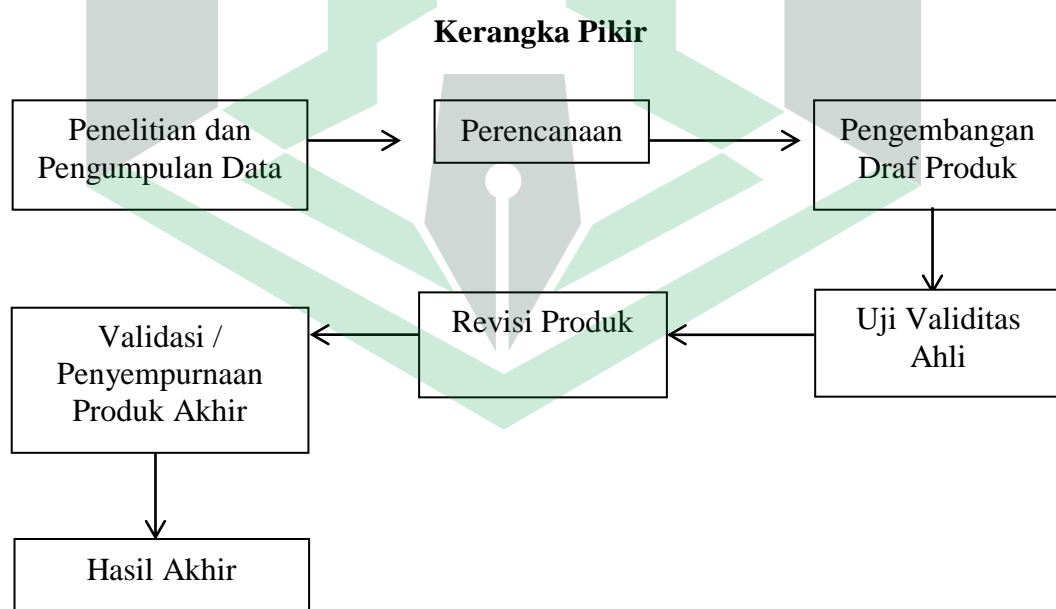 Kerangka Pikir
Penelitian dan
Pengumpulan Data
Perencanaan
Pengembangan
Draf Produk
Uji Validitas
Ahli
Revisi Produk
Validasi /
Penyempurnaan
Produk Akhir
Hasil Akhir